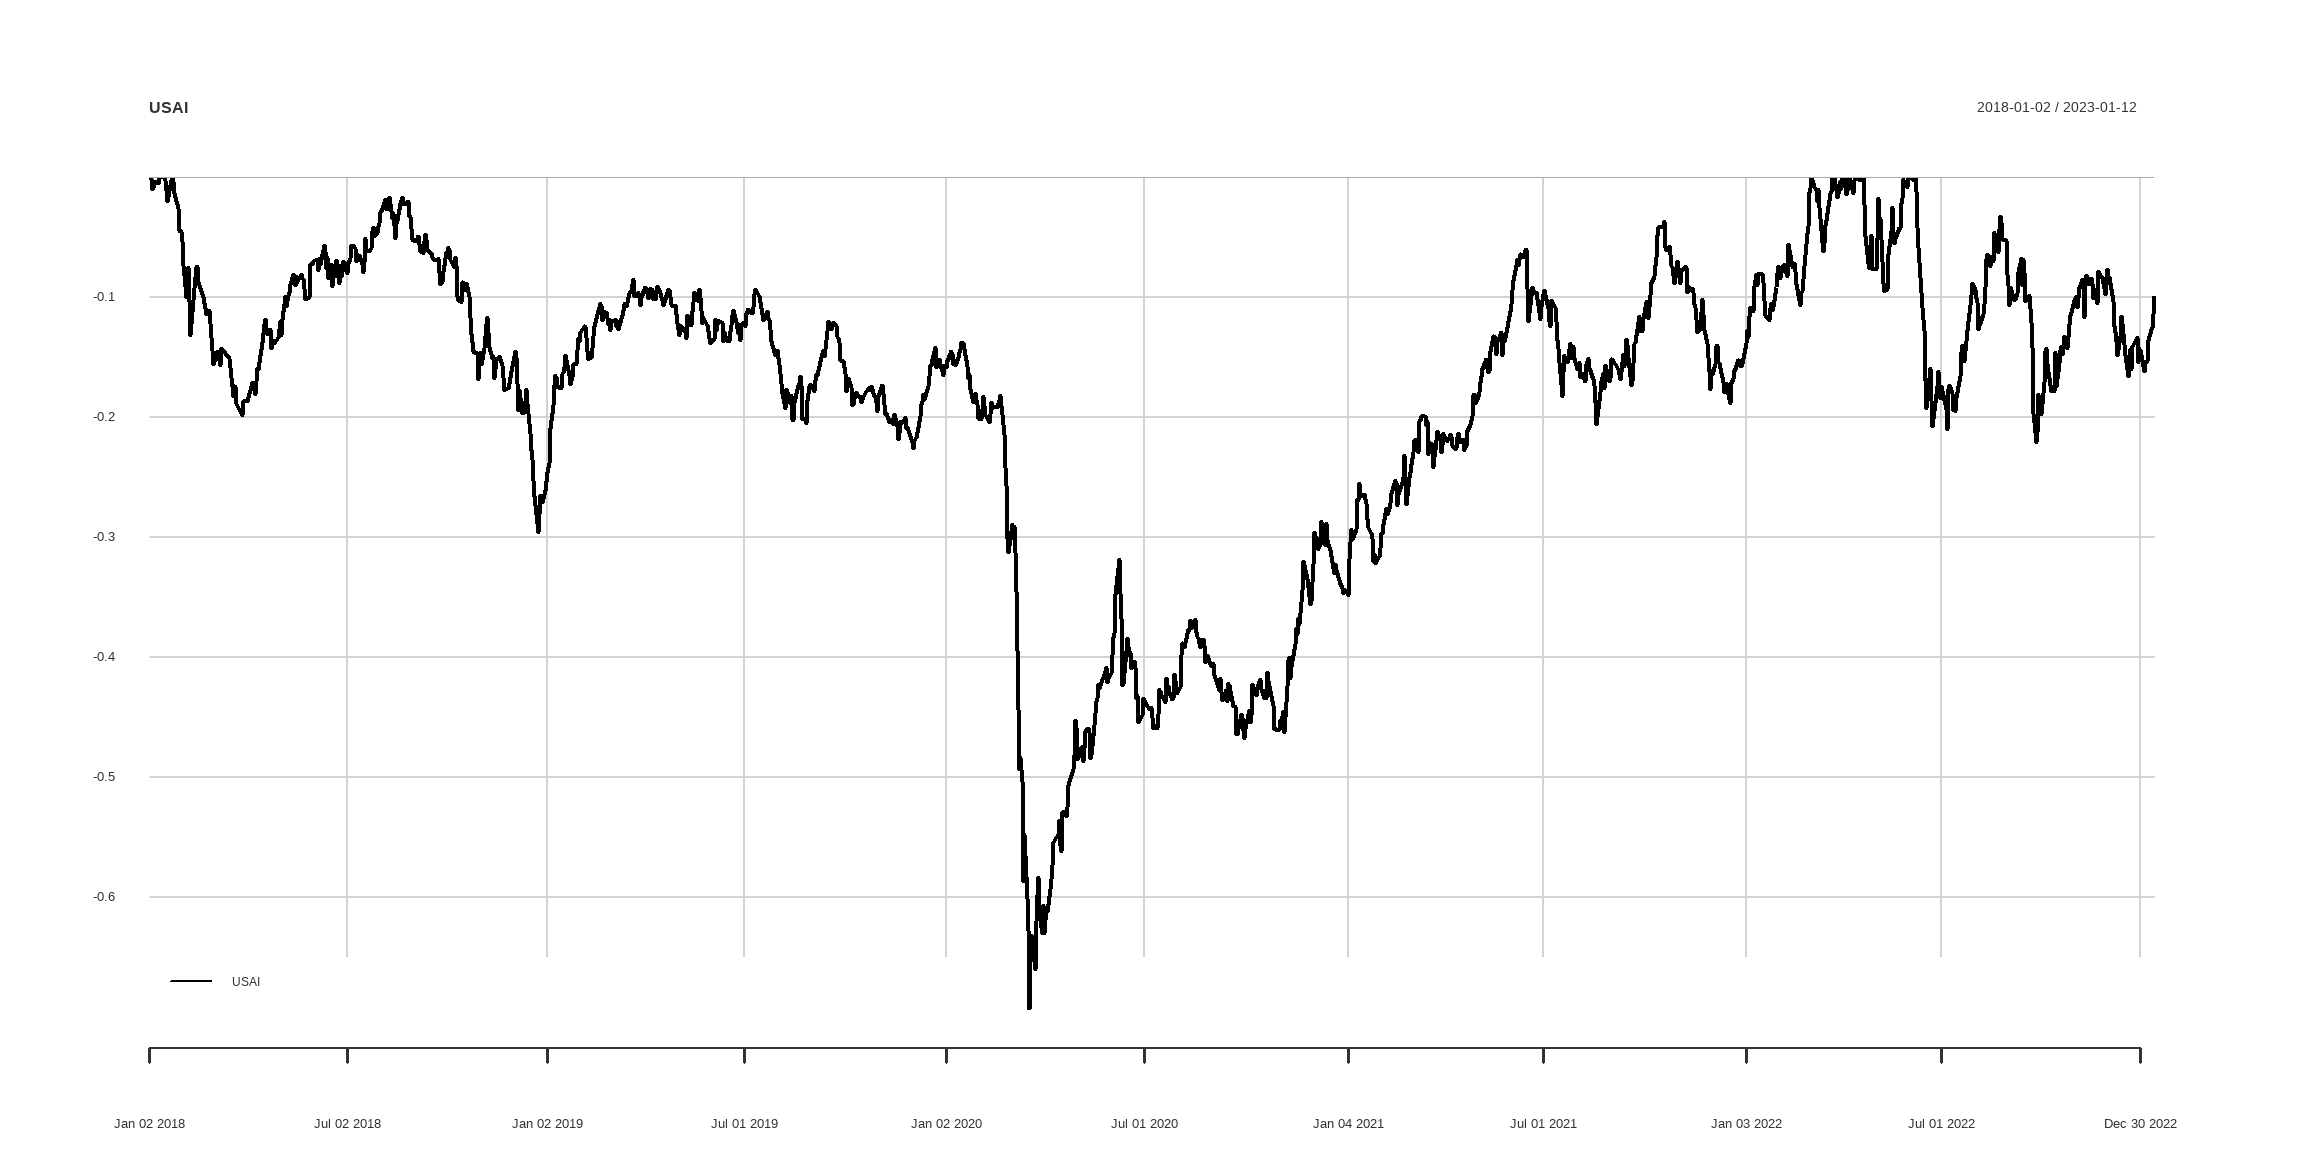 USAI
2018-01-02 / 2023-01-12
-0.1
-0.2
-0.3
-0.4
-0.5
-0.6
USAI
Jan 02 2018
Jul 02 2018
Jan 02 2019
Jul 01 2019
Jan 02 2020
Jul 01 2020
Jan 04 2021
Jul 01 2021
Jan 03 2022
Jul 01 2022
Dec 30 2022